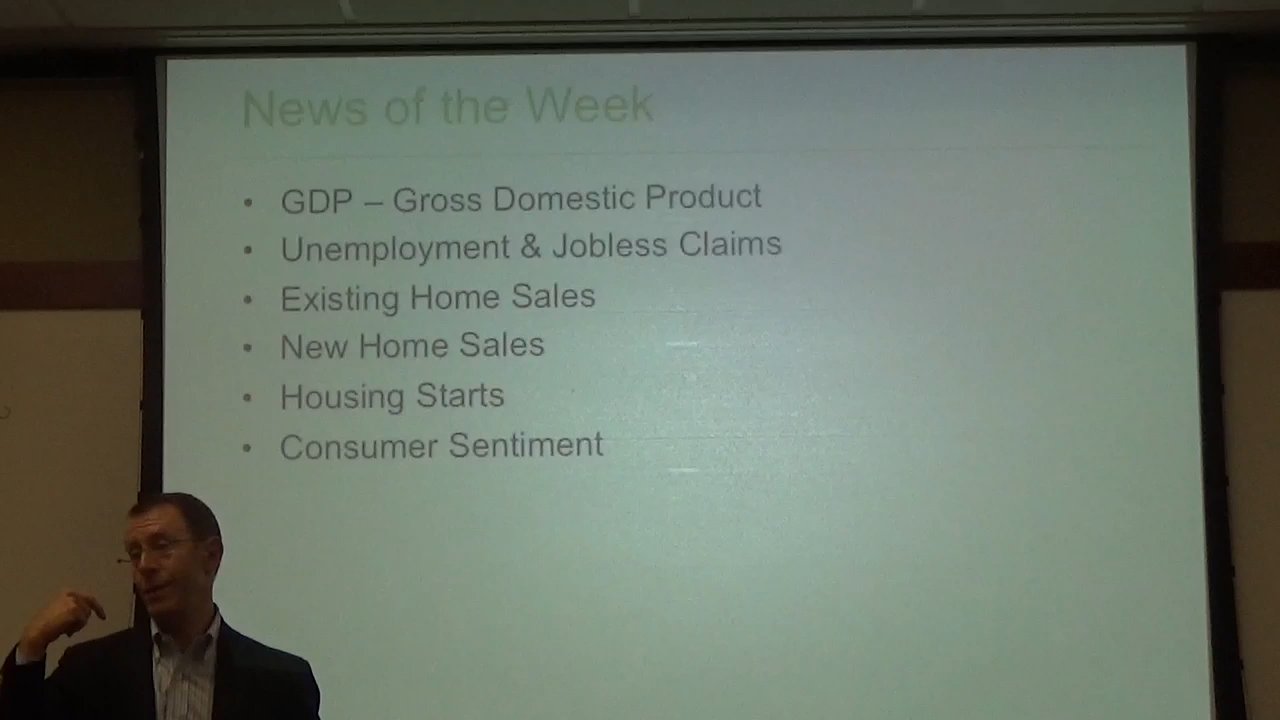 News of the Week
• GDP – Gross Domestic Product
• Unemployment & Jobless Claims
• Existing Home Sales
• New Home Sales
• Housing Starts
• Consumer Sentiment